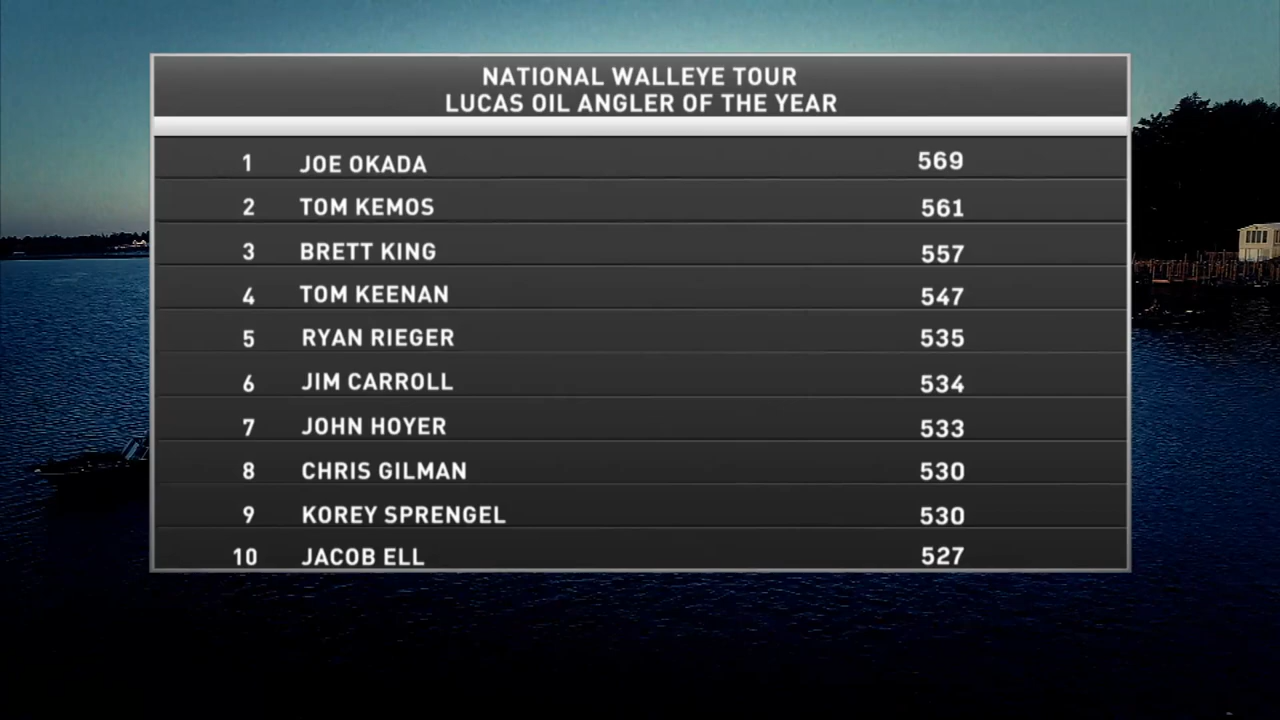 NATIONAL WALLEYE TOUR
LUCAS OIL ANGLER OF THE YEAR
1 JOE OKADA 569
2 TOM KEMOS 561
3 BRETT KING 557
4 TOM KEENAN 547
5 RYAN RIEGER 535
6 JIM CARROLL 534
7 JOHN HOYER 533
8 CHRIS GILMAN 530
9 KOREY SPRENGEL 530
10 JACOB ELL 527